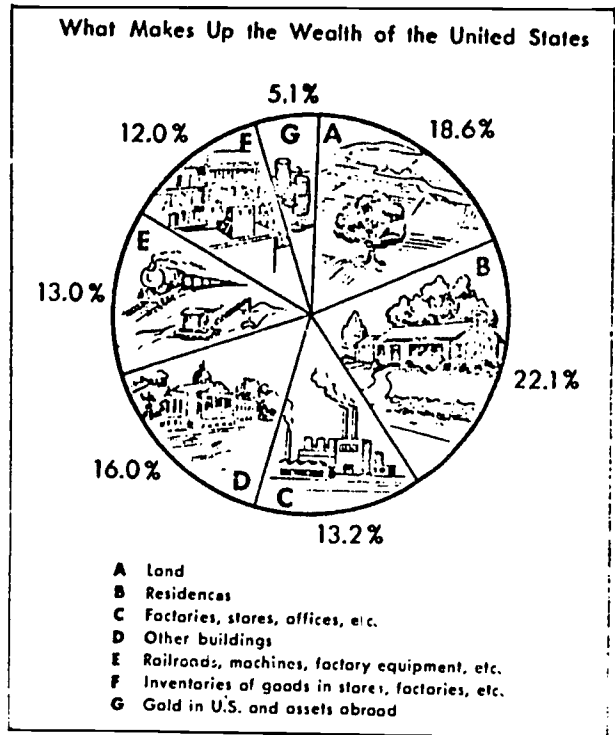 What Makes Up the Wealth of the United States
5.1%
12.0%
E
G
A
18.6%
E
B
13.0%
22.1%
16.0%
D
C
13.2%
A Land
B Residences
C Factories, stores, offices, etc.
D Other buildings
E Railroads, machines, factory equipment, etc.
F Inventories of goods in stores, factories, etc.
G Gold in U.S. and assets abroad